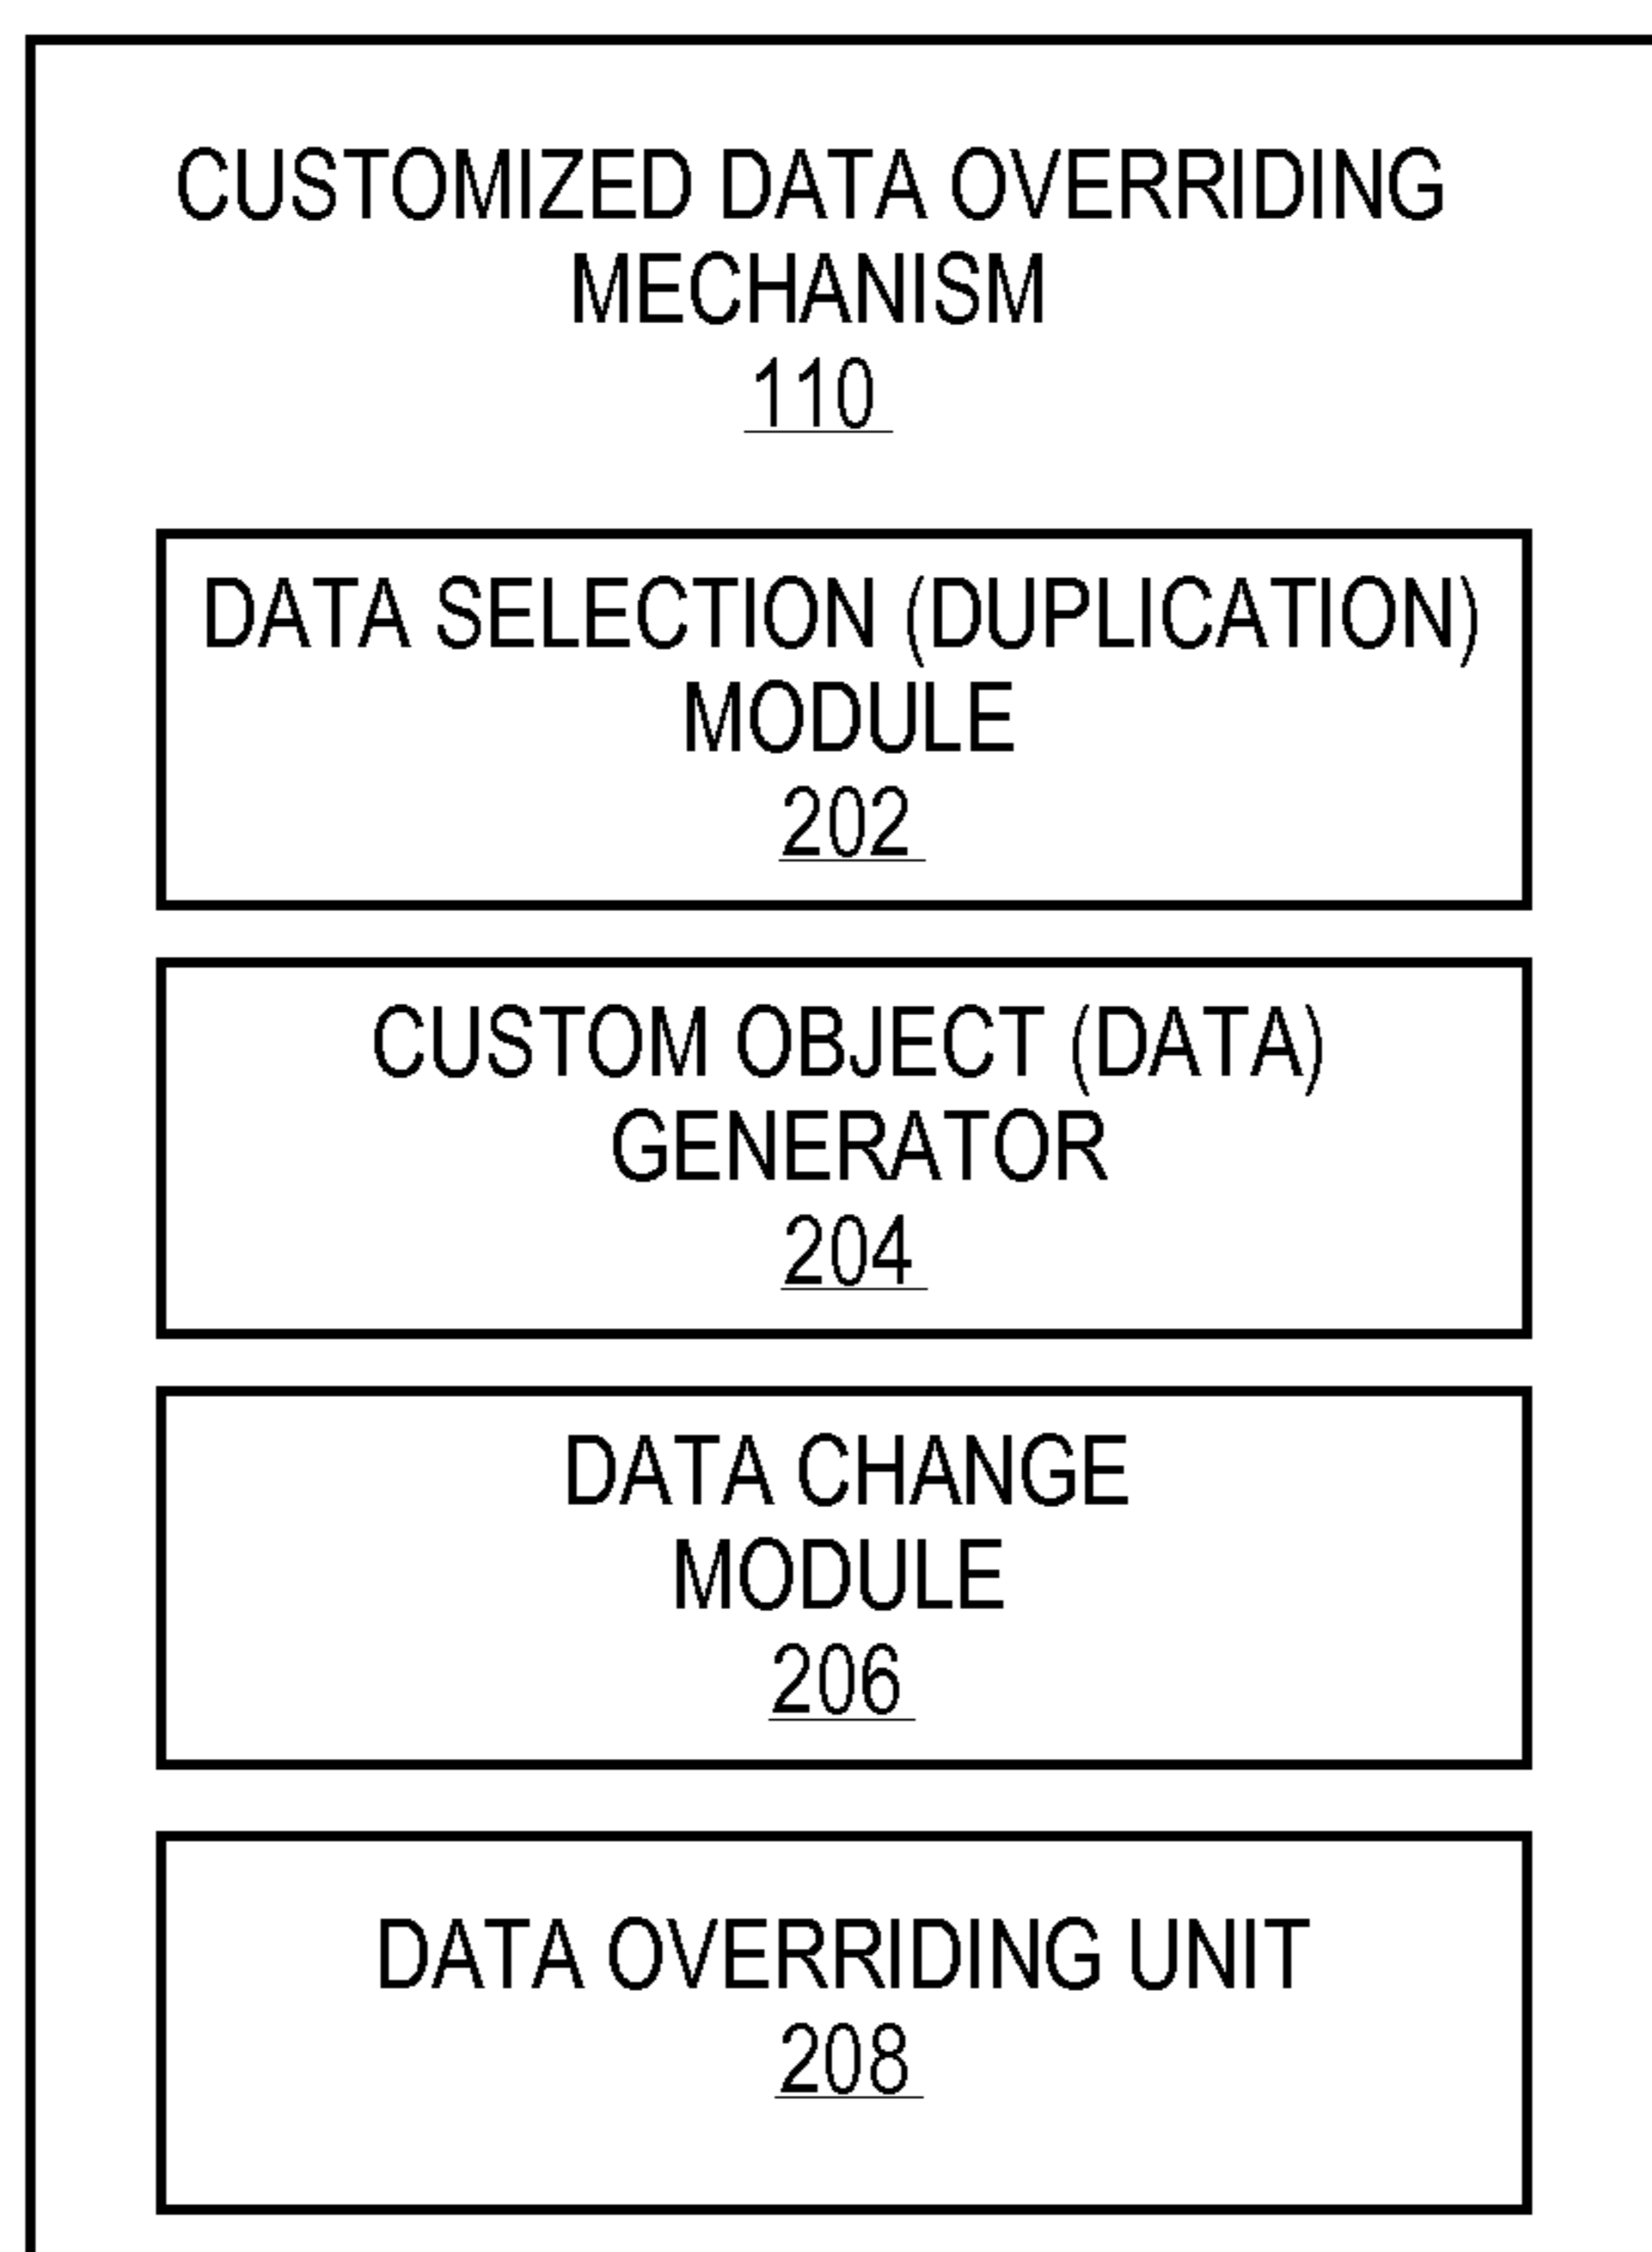 CUSTOMIZED DATA OVERRIDING
MECHANISM
110
DATA SELECTION (DUPLICATION)
MODULE
202
CUSTOM OBJECT (DATA)
GENERATOR
204
DATA CHANGE
MODULE
206
DATA OVERRIDING UNIT
208